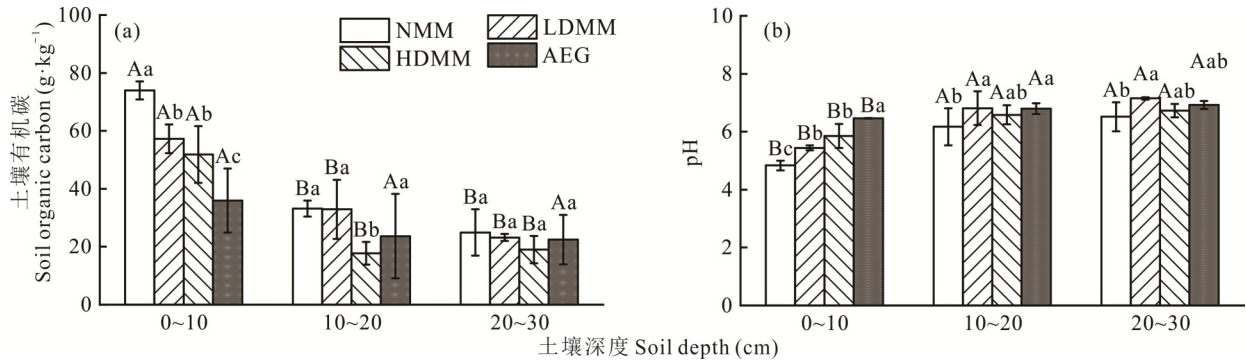 (a)
NMM
LDMM
HDMM
AEG
土壤有机碳
Soil organic carbon (g·kg⁻¹)
100
80
60
40
20
0
Aa
Ab
Ab
Ac
Ba
Ba
Bb
Aa
Ba
Ba
Ba
Aa
0~10
10~20
20~30
(b)
pH
10
8
6
4
2
0
Bc
Bb
Bb
Ba
Ab
Aa
Aab
Aa
Ab
Aa
Aab
Aab
0~10
10~20
20~30
土壤深度 Soil depth (cm)